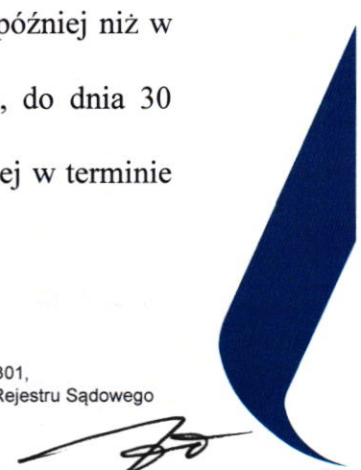 później niż w
, do dnia 30
ej w terminie
301,
Rejestru Sądowego